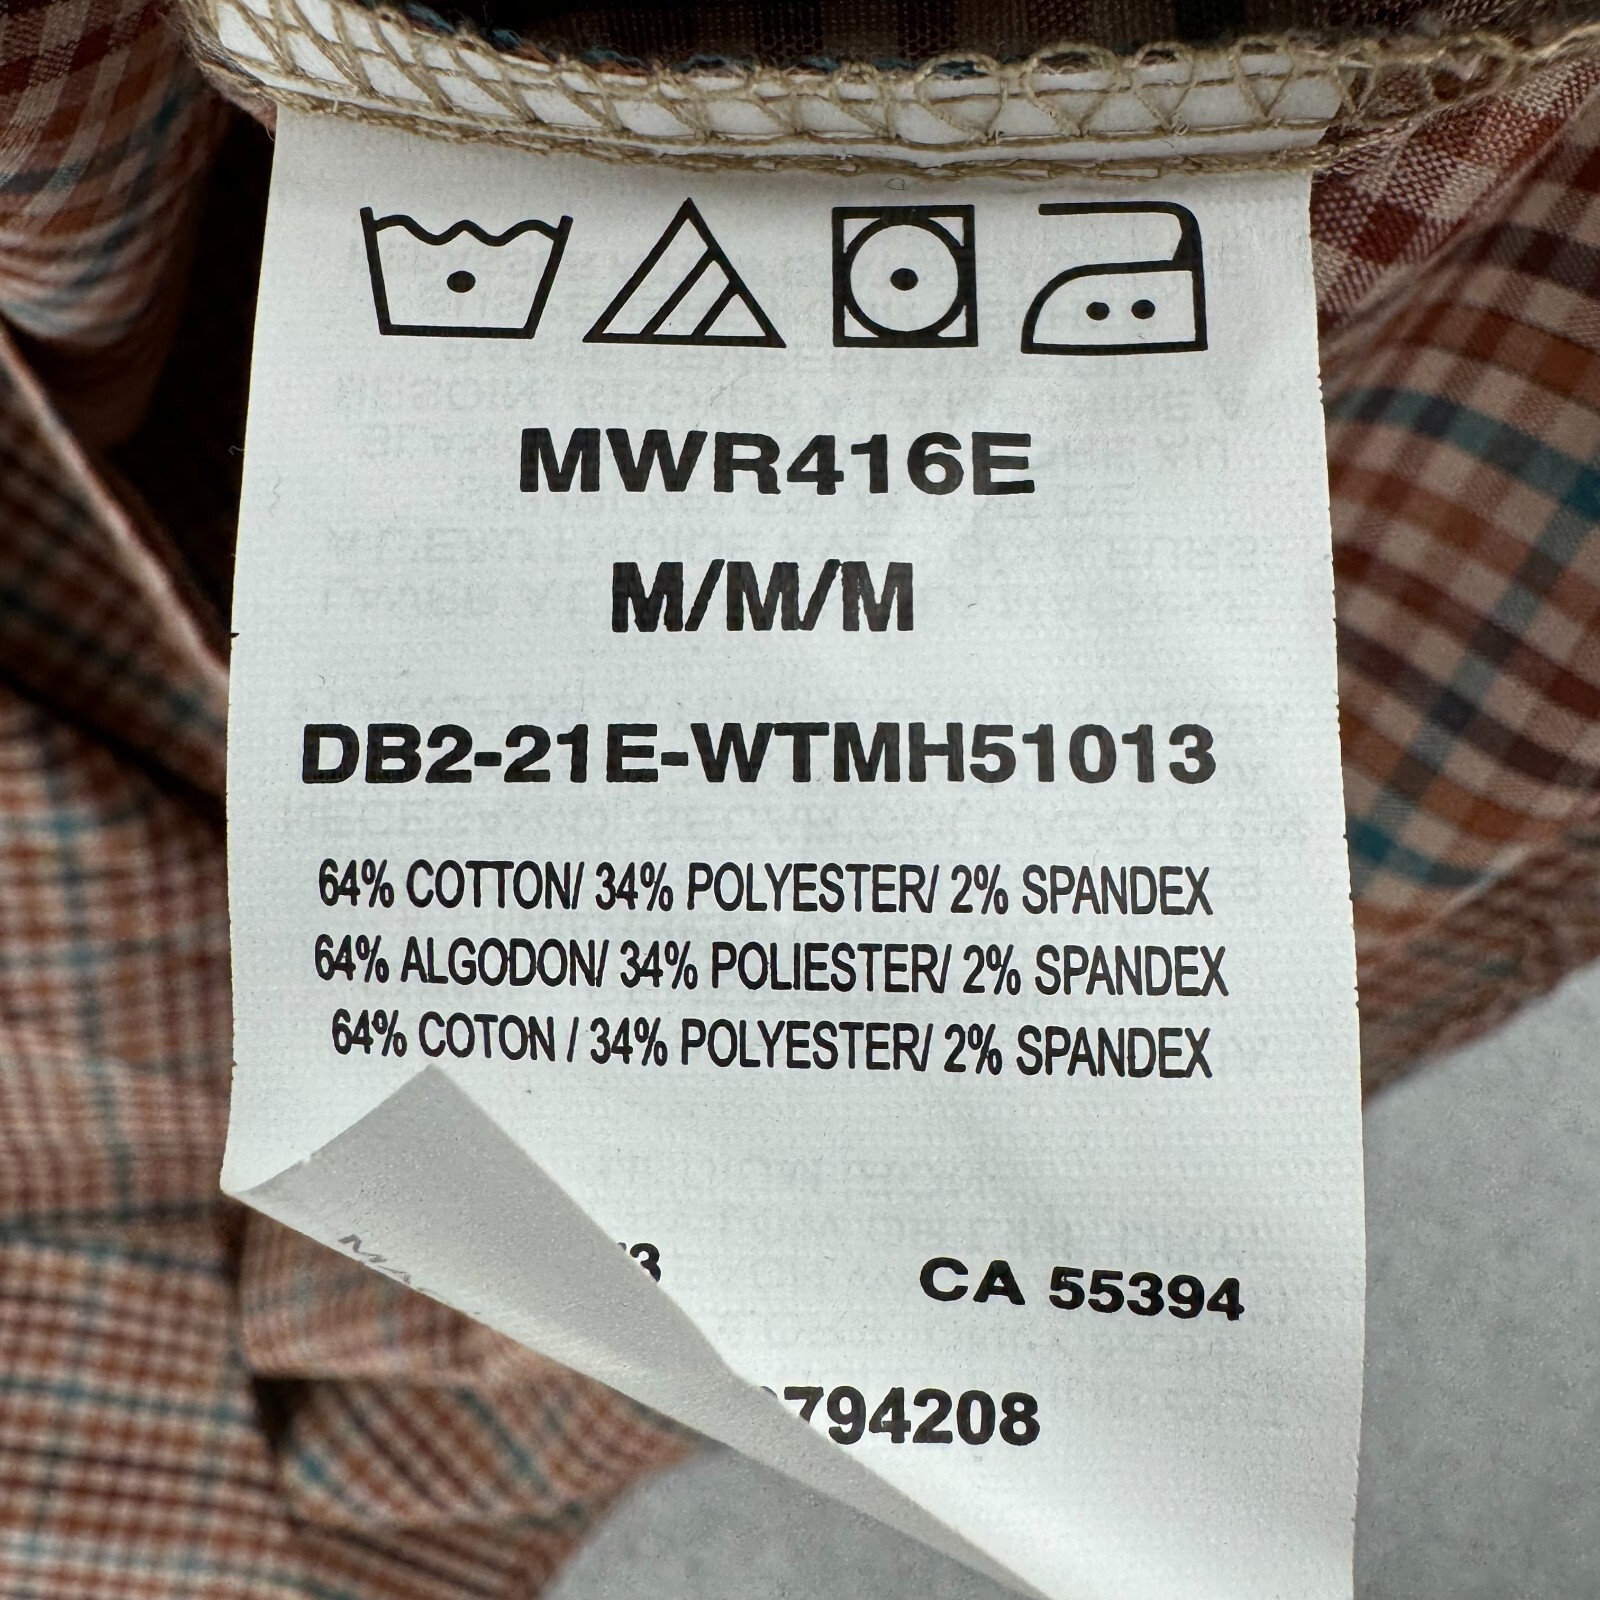 MWR416E
M/M/M
DB2-21E-WTMH51013
64% COTTON/ 34% POLYESTER/ 2% SPANDEX
64% ALGODON/ 34% POLIESTER/ 2% SPANDEX
64% COTON / 34% POLYESTER/ 2% SPANDEX
CA 55394